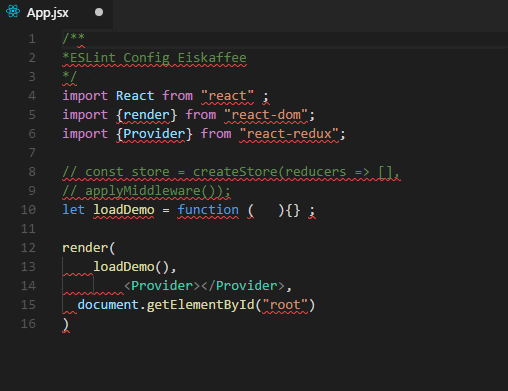 App.jsx
1 /**
2 *ESLint Config Eiskaffee
3 */
4 import React from "react" ;
5 import {render} from "react-dom";
6 import {Provider} from "react-redux";
7
8 // const store = createStore(reducers => [],
9 // applyMiddleware());
10 let loadDemo = function (   ){} ;
11
12 render(
13     loadDemo(),
14         <Provider></Provider>,
15   document.getElementById("root")
16 )